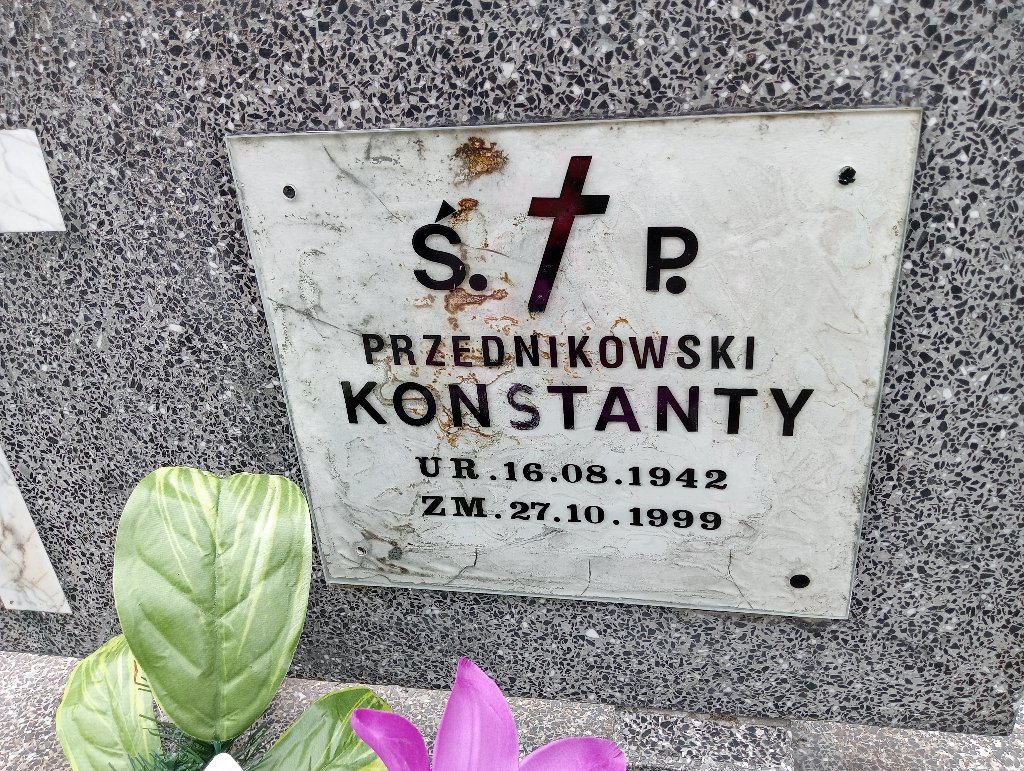 Ś. P.
PRZEDNIKOWSKI
KONSTANTY
UR. 16.08.1942
ZM. 27.10.1999